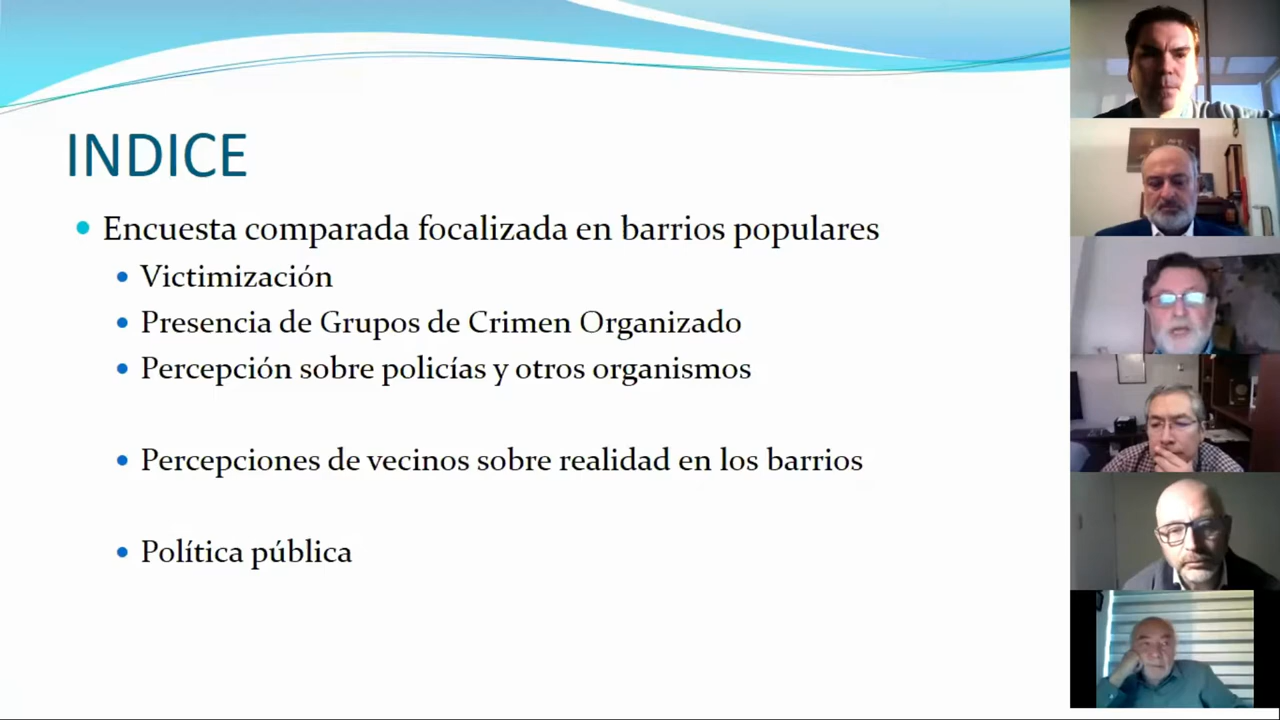 INDICE
Encuesta comparada focalizada en barrios populares
Victimización
Presencia de Grupos de Crimen Organizado
Percepción sobre policías y otros organismos
Percepciones de vecinos sobre realidad en los barrios
Política pública